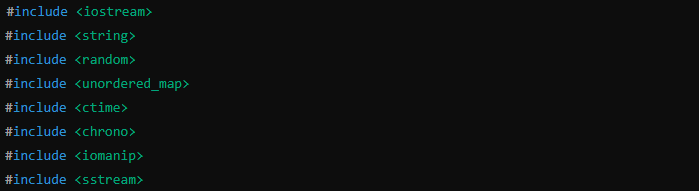 #include <iostream>
#include <string>
#include <random>
#include <unordered_map>
#include <ctime>
#include <chrono>
#include <iomanip>
#include <sstream>